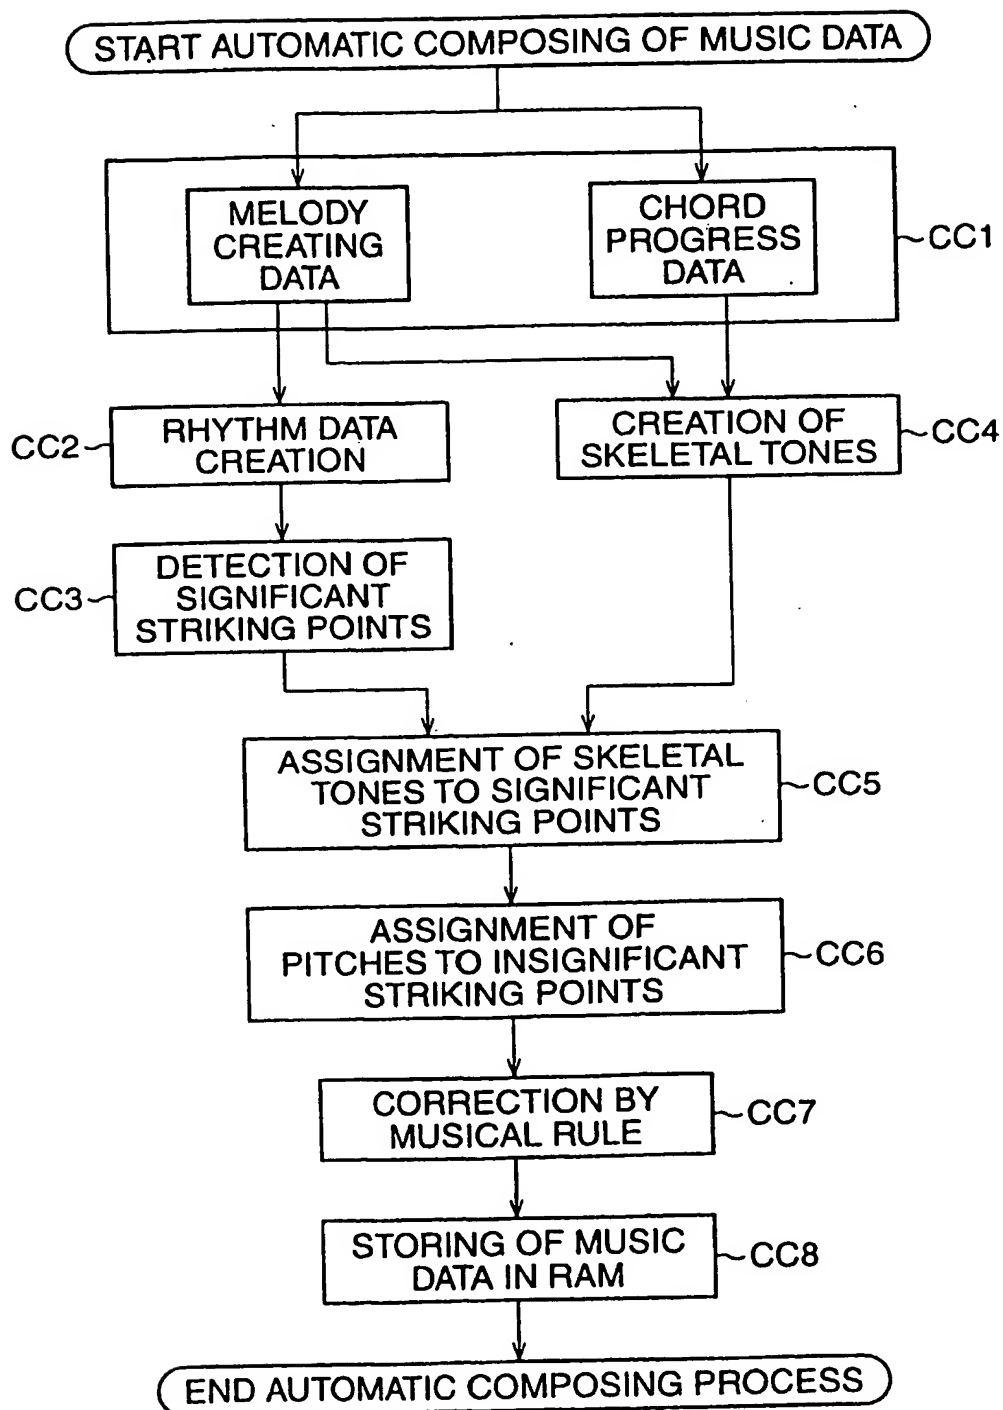 START AUTOMATIC COMPOSING OF MUSIC DATA
MELODY
CREATING
DATA
CHORD
PROGRESS
DATA
CC1
CC2
RHYTHM DATA
CREATION
CREATION OF
SKELETAL TONES
CC4
CC3
DETECTION OF
SIGNIFICANT
STRIKING POINTS
ASSIGNMENT OF SKELETAL
TONES TO SIGNIFICANT
STRIKING POINTS
CC5
ASSIGNMENT OF
PITCHES TO INSIGNIFICANT
STRIKING POINTS
CC6
CORRECTION BY
MUSICAL RULE
CC7
STORING OF MUSIC
DATA IN RAM
CC8
END AUTOMATIC COMPOSING PROCESS